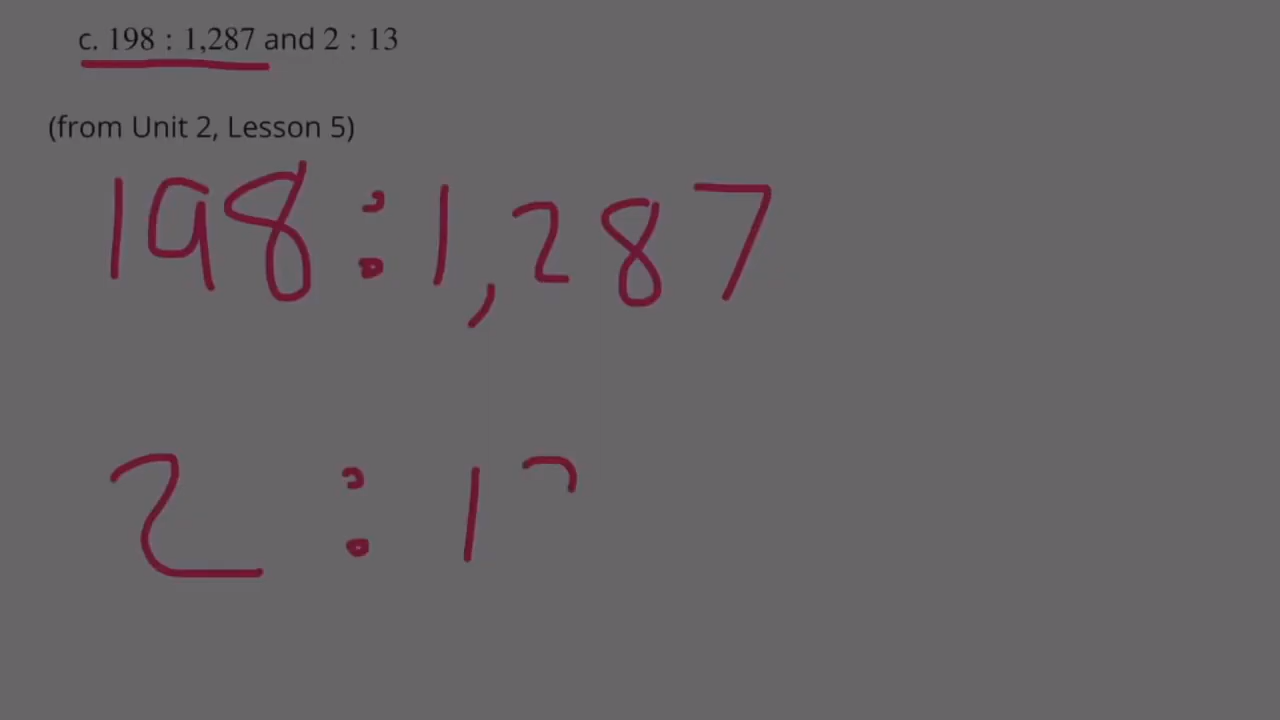 c. 198 : 1,287 and 2 : 13
(from Unit 2, Lesson 5)
198:1,287
2 : 1